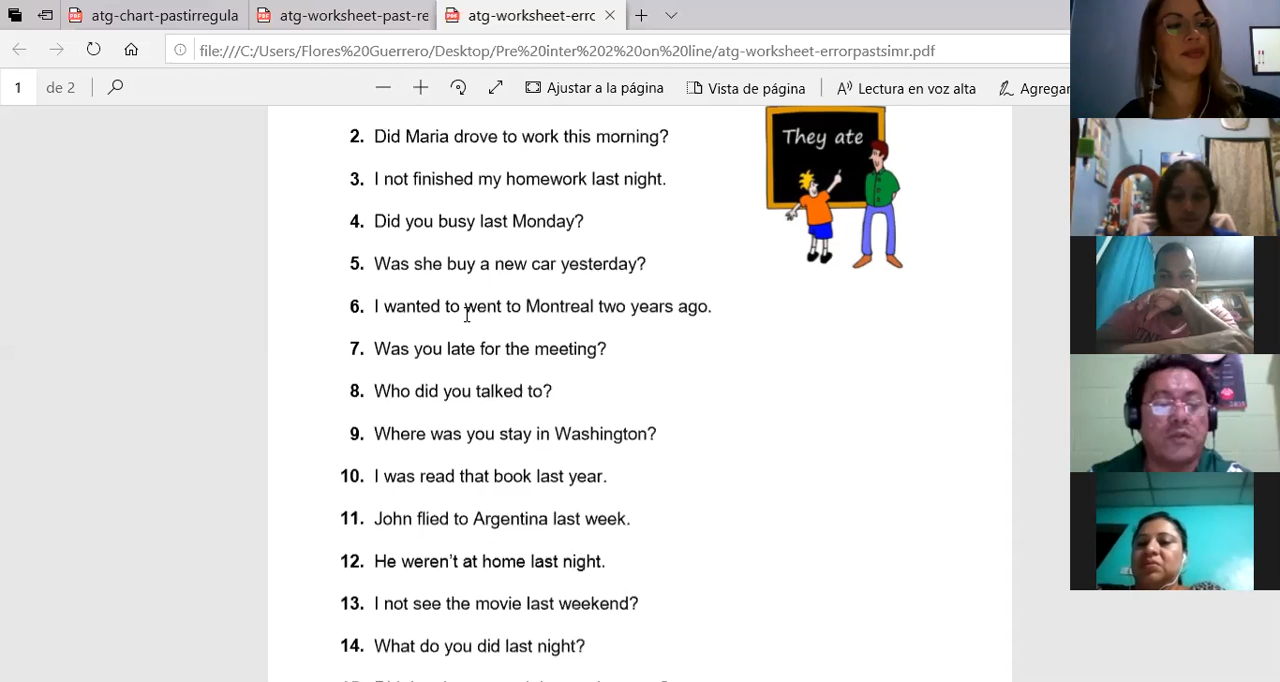 atg-chart-pastirregula
atg-worksheet-past-re
atg-worksheet-erro
file:///C:/Users/Flores%20Guerrero/Desktop/Pre%20inter%202%20on%20line/atg-worksheet-errorpastsimr.pdf
1 de 2
Ajustar a la página
Vista de página
Lectura en voz alta
Agregar
They ate
2. Did Maria drove to work this morning?
3. I not finished my homework last night.
4. Did you busy last Monday?
5. Was she buy a new car yesterday?
6. I wanted to went to Montreal two years ago.
7. Was you late for the meeting?
8. Who did you talked to?
9. Where was you stay in Washington?
10. I was read that book last year.
11. John flied to Argentina last week.
12. He weren't at home last night.
13. I not see the movie last weekend?
14. What do you did last night?